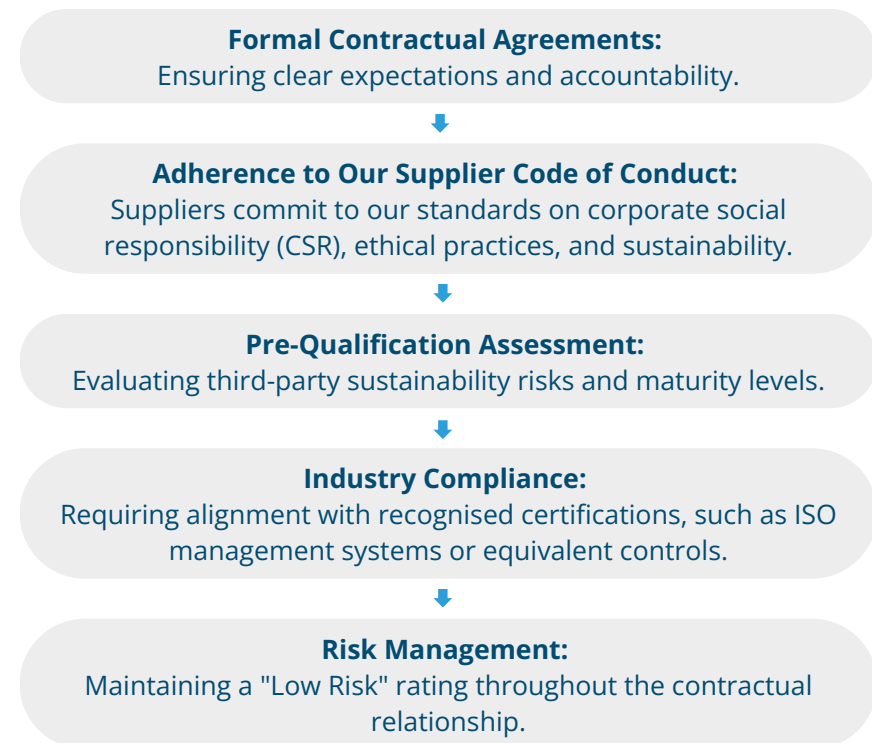 Formal Contractual Agreements:
Ensuring clear expectations and accountability.
Adherence to Our Supplier Code of Conduct:
Suppliers commit to our standards on corporate social
responsibility (CSR), ethical practices, and sustainability.
Pre-Qualification Assessment:
Evaluating third-party sustainability risks and maturity levels.
Industry Compliance:
Requiring alignment with recognised certifications, such as ISO
management systems or equivalent controls.
Risk Management:
Maintaining a "Low Risk" rating throughout the contractual
relationship.